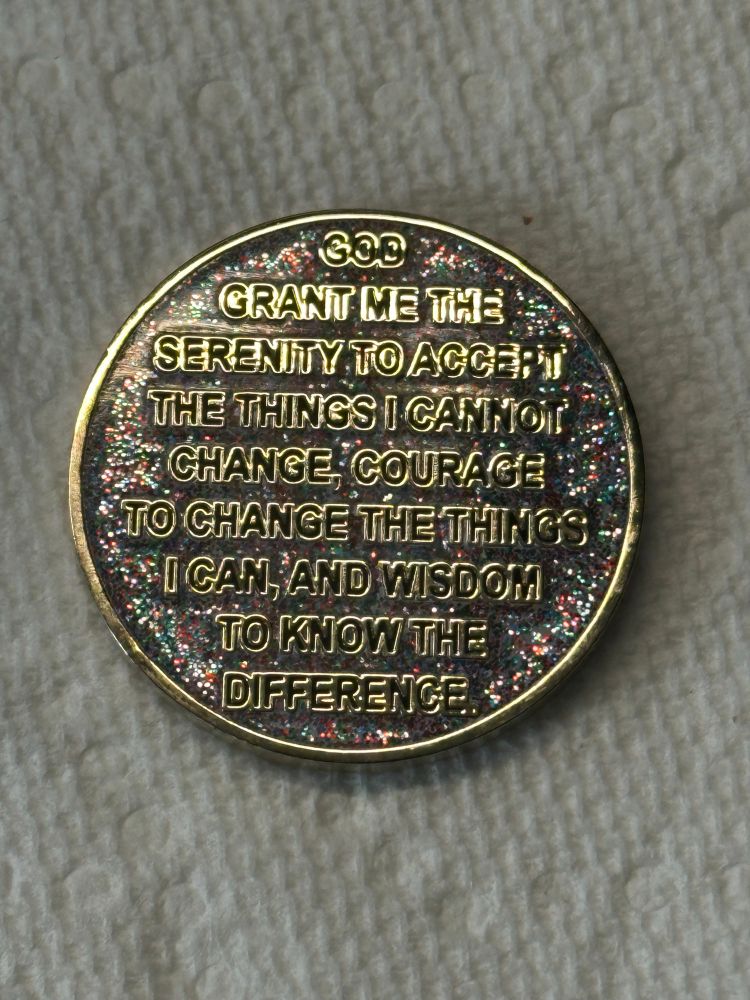 GOD
GRANT ME THE
SERENITY TO ACCEPT
THE THINGS I CANNOT
CHANGE, COURAGE
TO CHANGE THE THINGS
I CAN, AND WISDOM
TO KNOW THE
DIFFERENCE.